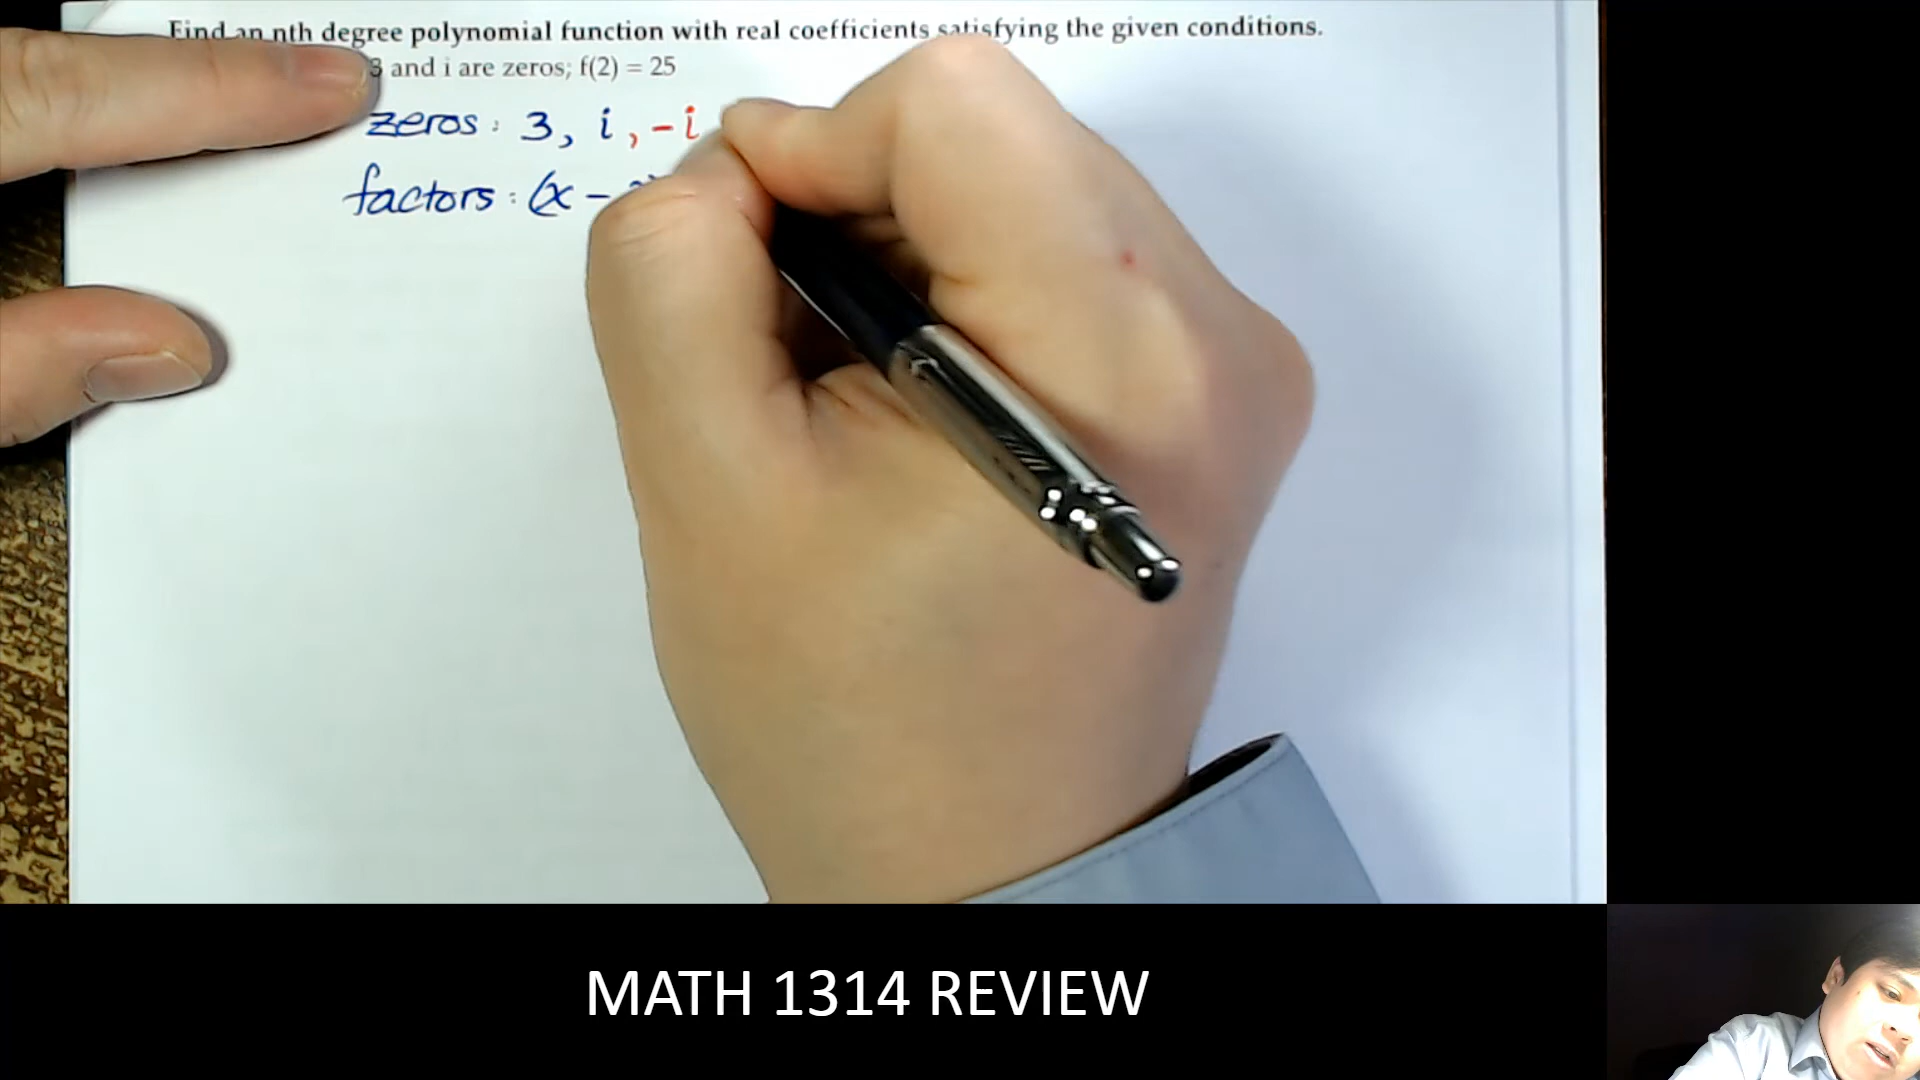 Find an nth degree polynomial function with real coefficients satisfying the given conditions.
3 and i are zeros; f(2) = 25
zeros: 3, i, -i
factors: (x -
MATH 1314 REVIEW